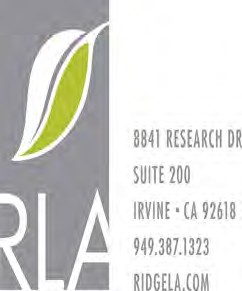 RLA
8841 RESEARCH DR
SUITE 200
IRVINE • CA 92618
949.387.1323
RIDGELA.COM